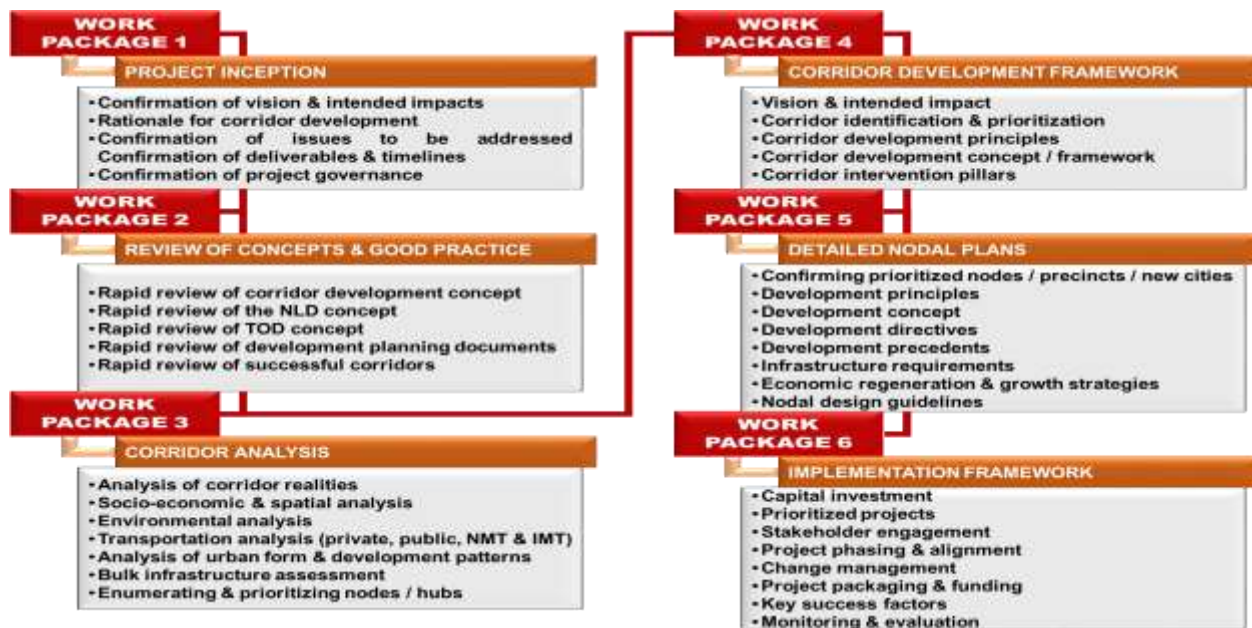 WORK
PACKAGE 1
PROJECT INCEPTION
•Confirmation of vision & intended impacts
•Rationale for corridor development
•Confirmation of issues to be addressed
Confirmation of deliverables & timelines
•Confirmation of project governance
WORK
PACKAGE 2
REVIEW OF CONCEPTS & GOOD PRACTICE
•Rapid review of corridor development concept
•Rapid review of the NLD concept
•Rapid review of TOD concept
•Rapid review of development planning documents
•Rapid review of successful corridors
WORK
PACKAGE 3
CORRIDOR ANALYSIS
•Analysis of corridor realities
•Socio-economic & spatial analysis
•Environmental analysis
•Transportation analysis (private, public, NMT & IMT)
•Analysis of urban form & development patterns
•Bulk infrastructure assessment
•Enumerating & prioritizing nodes / hubs
WORK
PACKAGE 4
CORRIDOR DEVELOPMENT FRAMEWORK
•Vision & intended impact
•Corridor identification & prioritization
•Corridor development principles
•Corridor development concept / framework
•Corridor intervention pillars
WORK
PACKAGE 5
DETAILED NODAL PLANS
•Confirming prioritized nodes / precincts / new cities
•Development principles
•Development concept
•Development directives
•Development precedents
•Infrastructure requirements
•Economic regeneration & growth strategies
•Nodal design guidelines
WORK
PACKAGE 6
IMPLEMENTATION FRAMEWORK
•Capital investment
•Prioritized projects
•Stakeholder engagement
•Project phasing & alignment
•Change management
•Project packaging & funding
•Key success factors
•Monitoring & evaluation